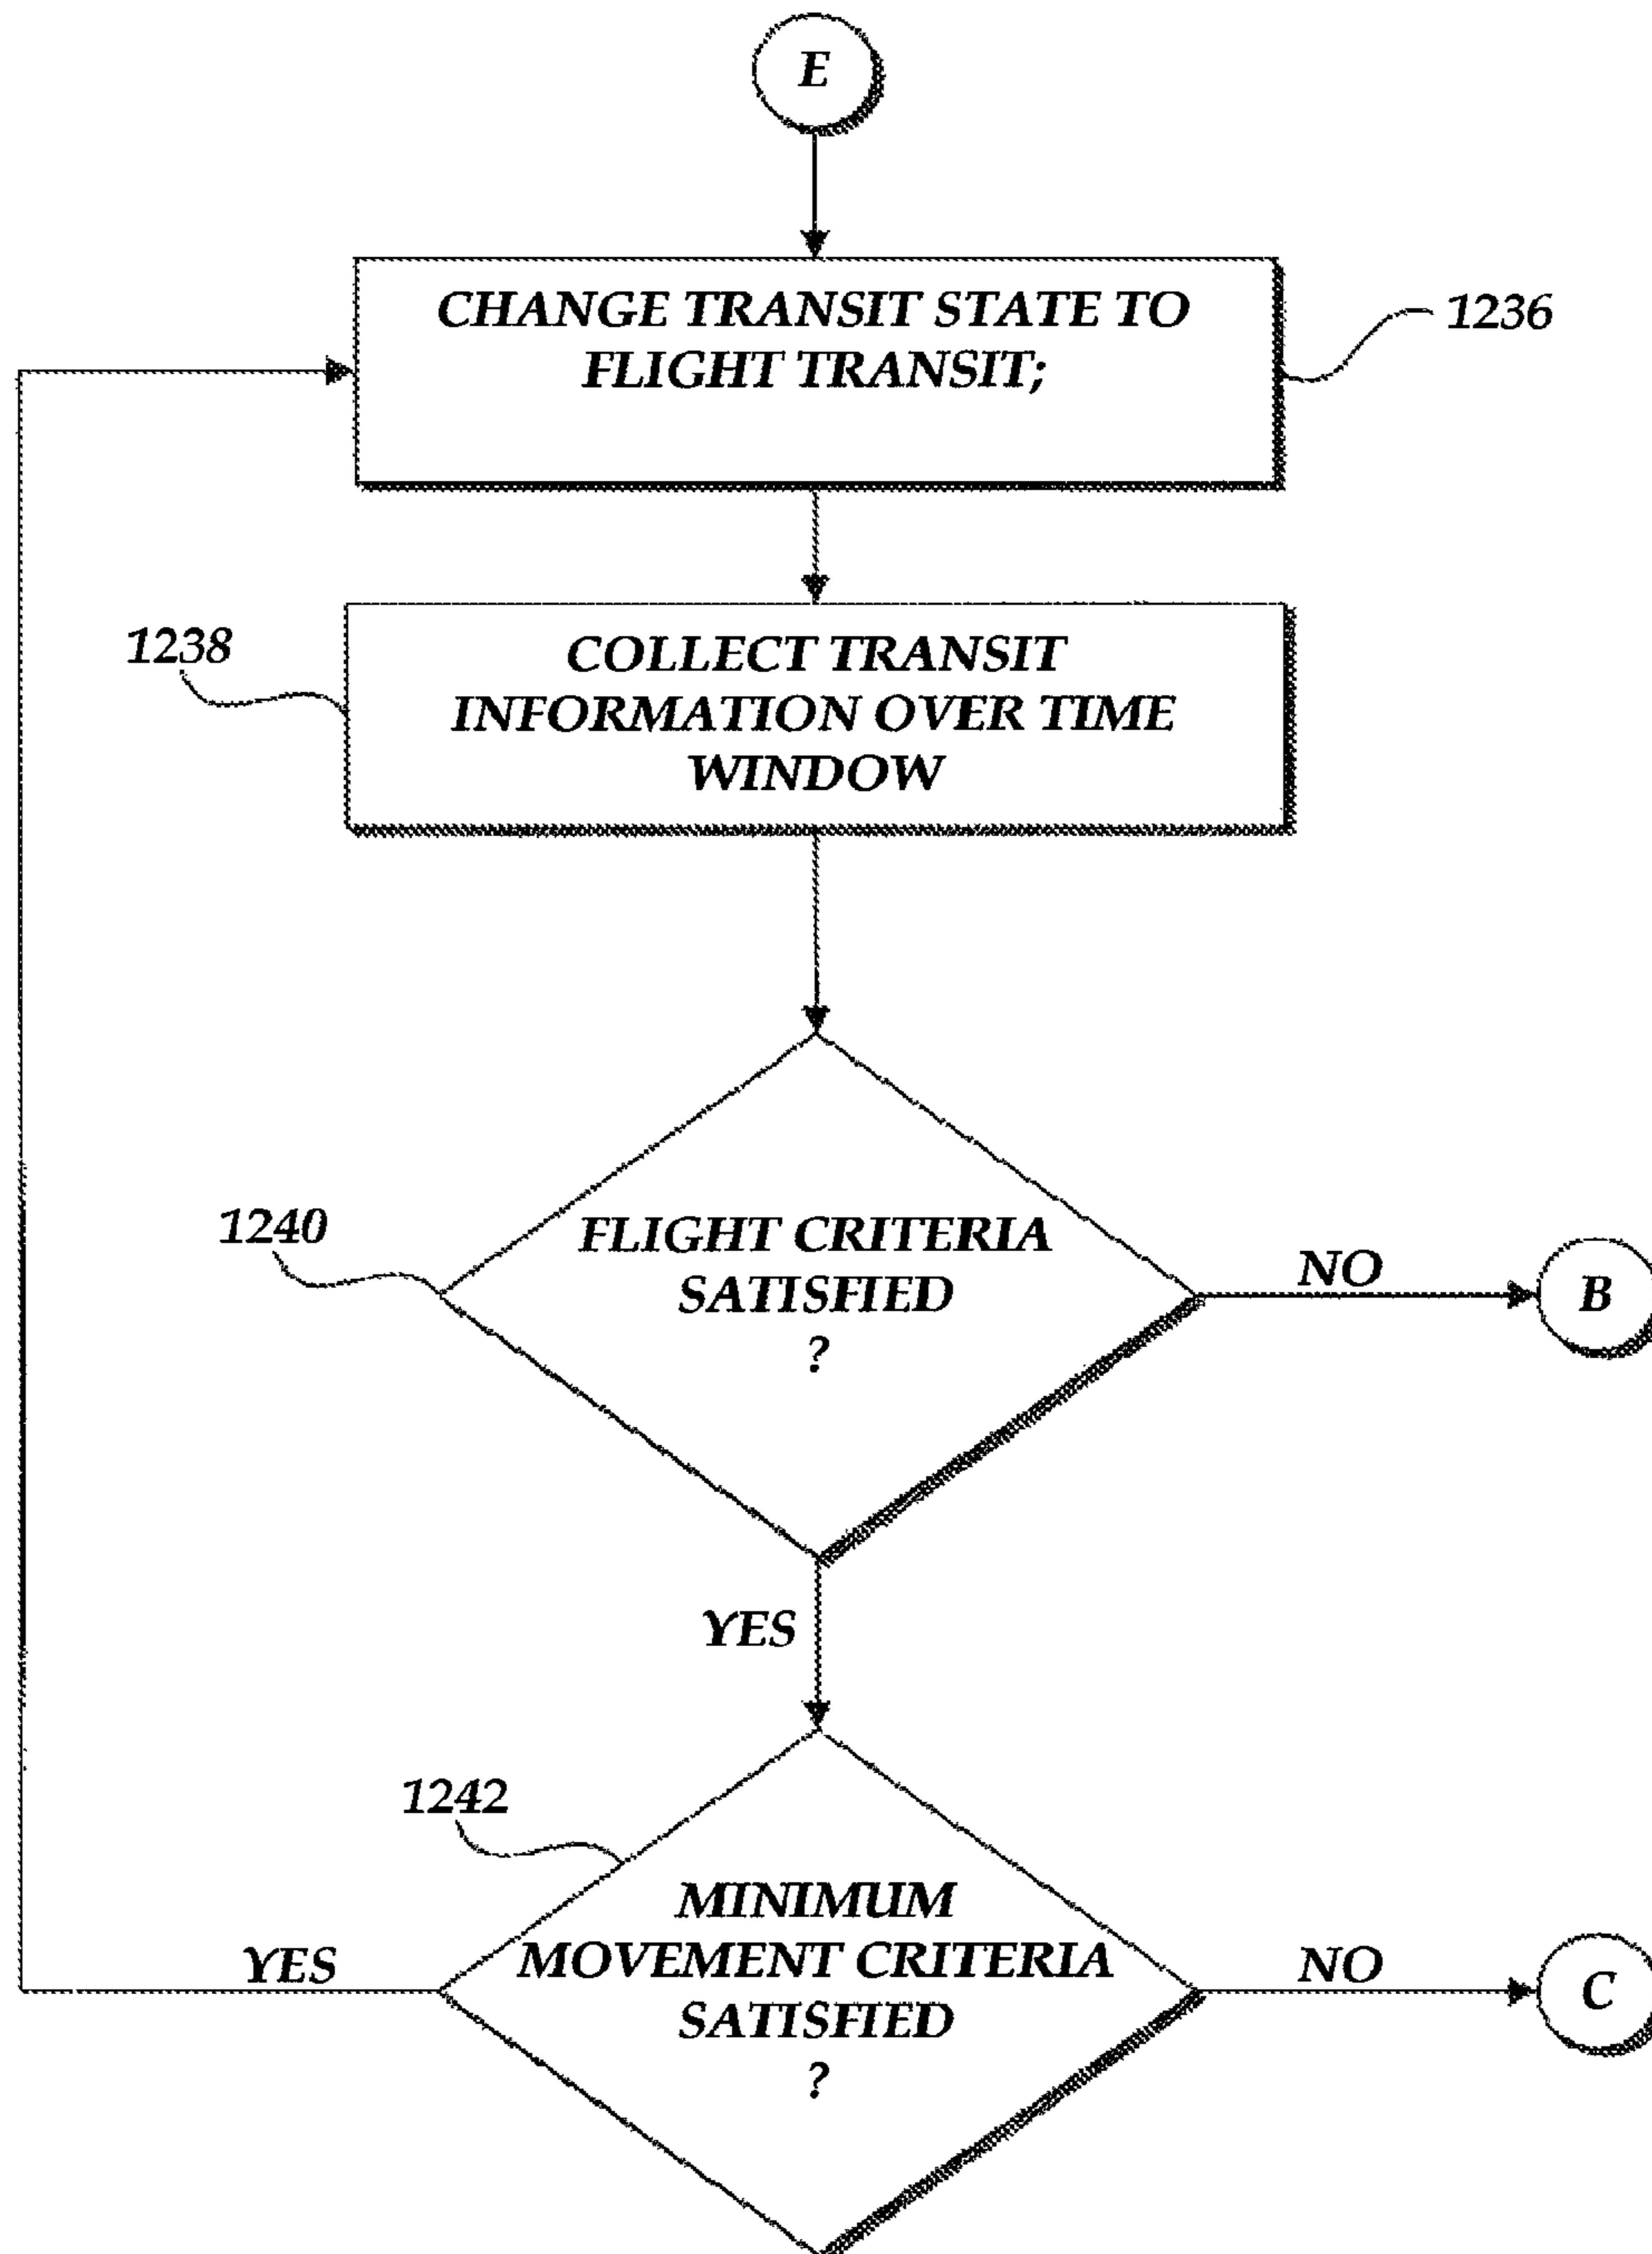 E
CHANGE TRANSIT STATE TO
FLIGHT TRANSIT;
1236
1238
COLLECT TRANSIT
INFORMATION OVER TIME
WINDOW
1240
FLIGHT CRITERIA
SATISFIED
?
NO
B
YES
1242
MINIMUM
MOVEMENT CRITERIA
SATISFIED
?
YES
NO
C